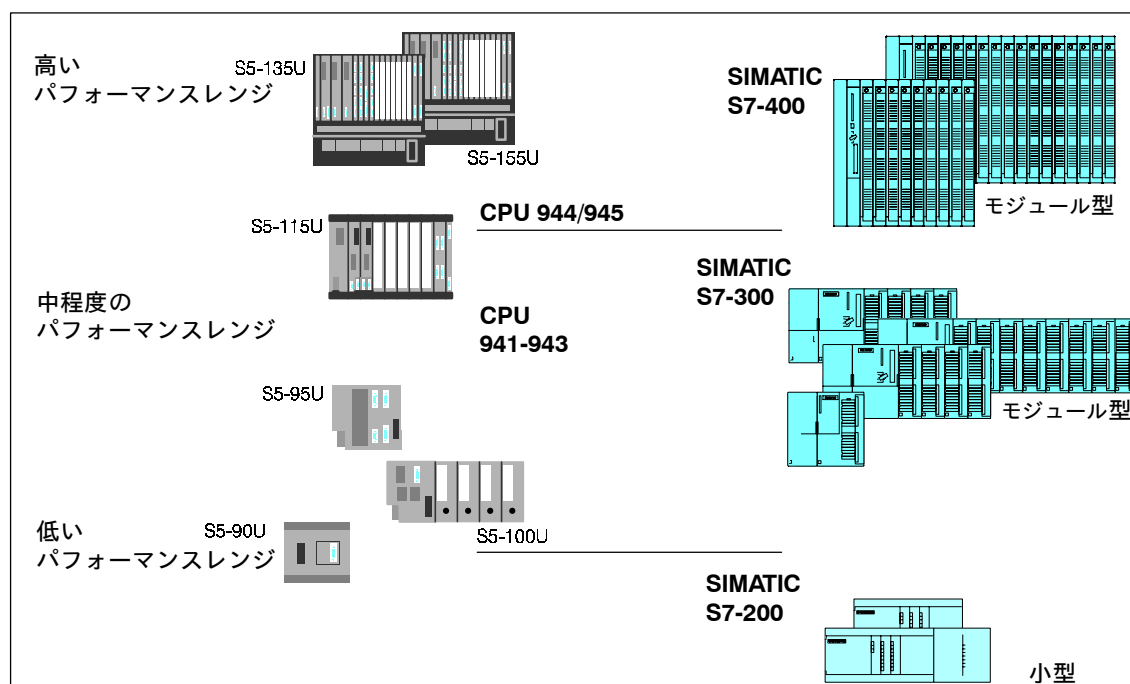 高い
パフォーマンスレンジ
S5-135U
S5-155U
SIMATIC
S7-400
モジュール型
S5-115U
CPU 944/945
中程度の
パフォーマンスレンジ
CPU
941-943
SIMATIC
S7-300
モジュール型
S5-95U
S5-100U
低い
パフォーマンスレンジ
S5-90U
SIMATIC
S7-200
小型